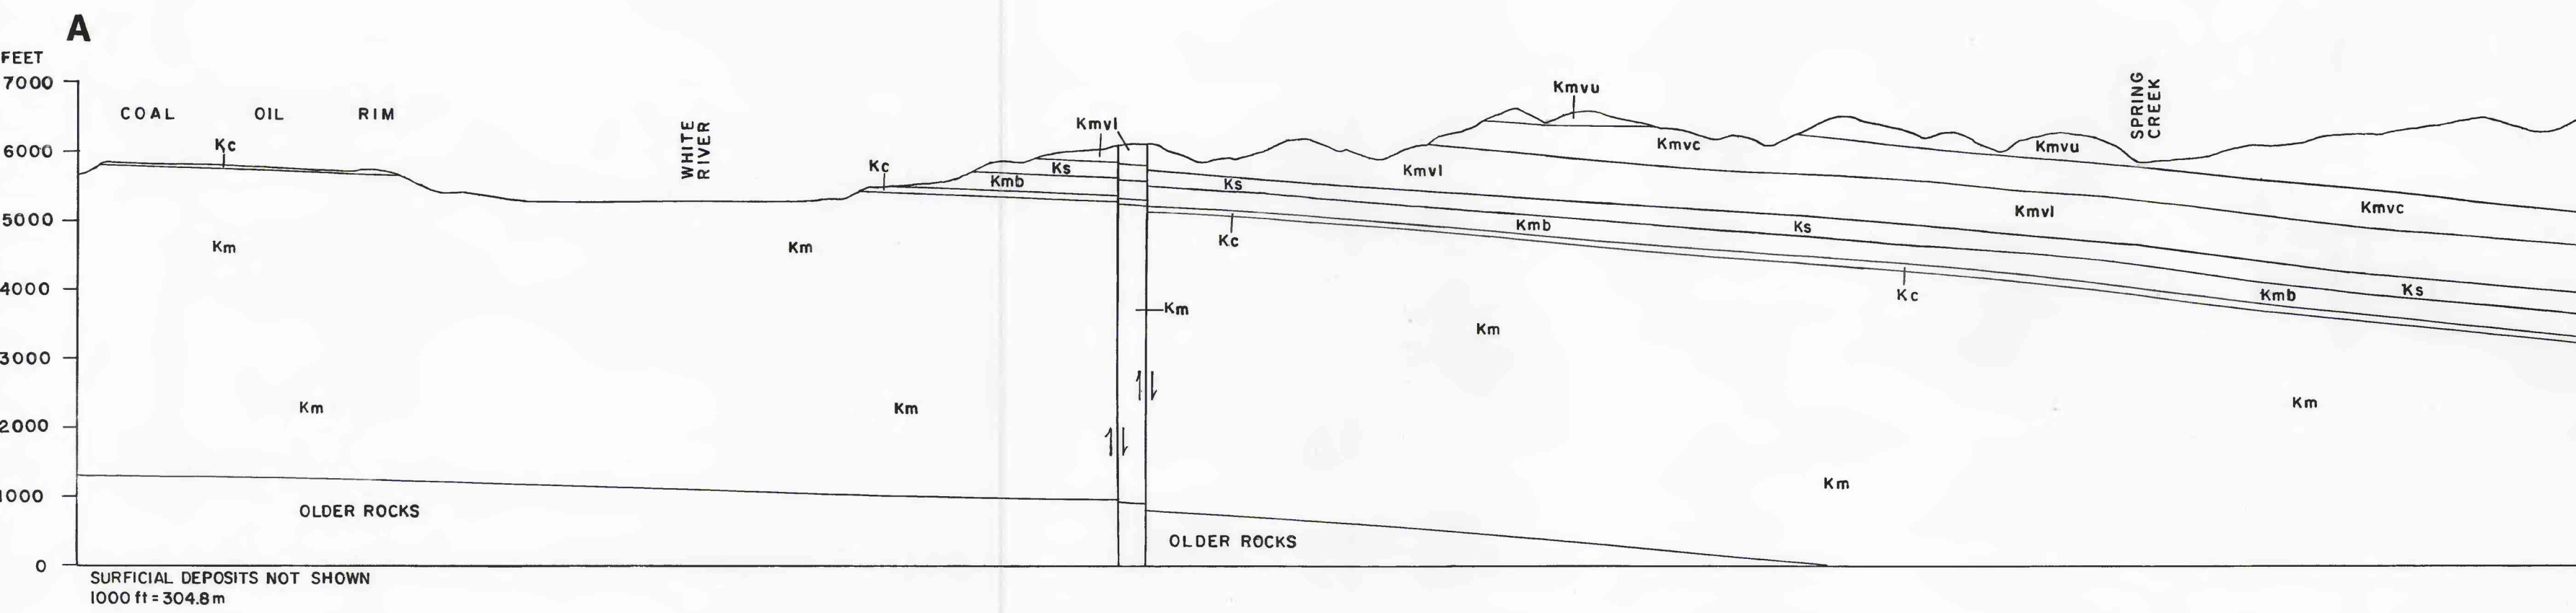 A
FEET
7000
6000
5000
4000
3000
2000
1000
0
COAL OIL RIM
Kc
WHITE
RIVER
Kc
Kmvl
Ks
Kmb
Km
Km
Km
Km
OLDER ROCKS
Km
Ks
Kc
OLDER ROCKS
Kmvu
Kmvl
Kmvc
Kmb
Ks
Kmvl
Kmvu
Kc
Km
Km
SPRING
CREEK
Kmvc
Kmb
Ks
Km
SURFICIAL DEPOSITS NOT SHOWN
1000 ft = 304.8 m